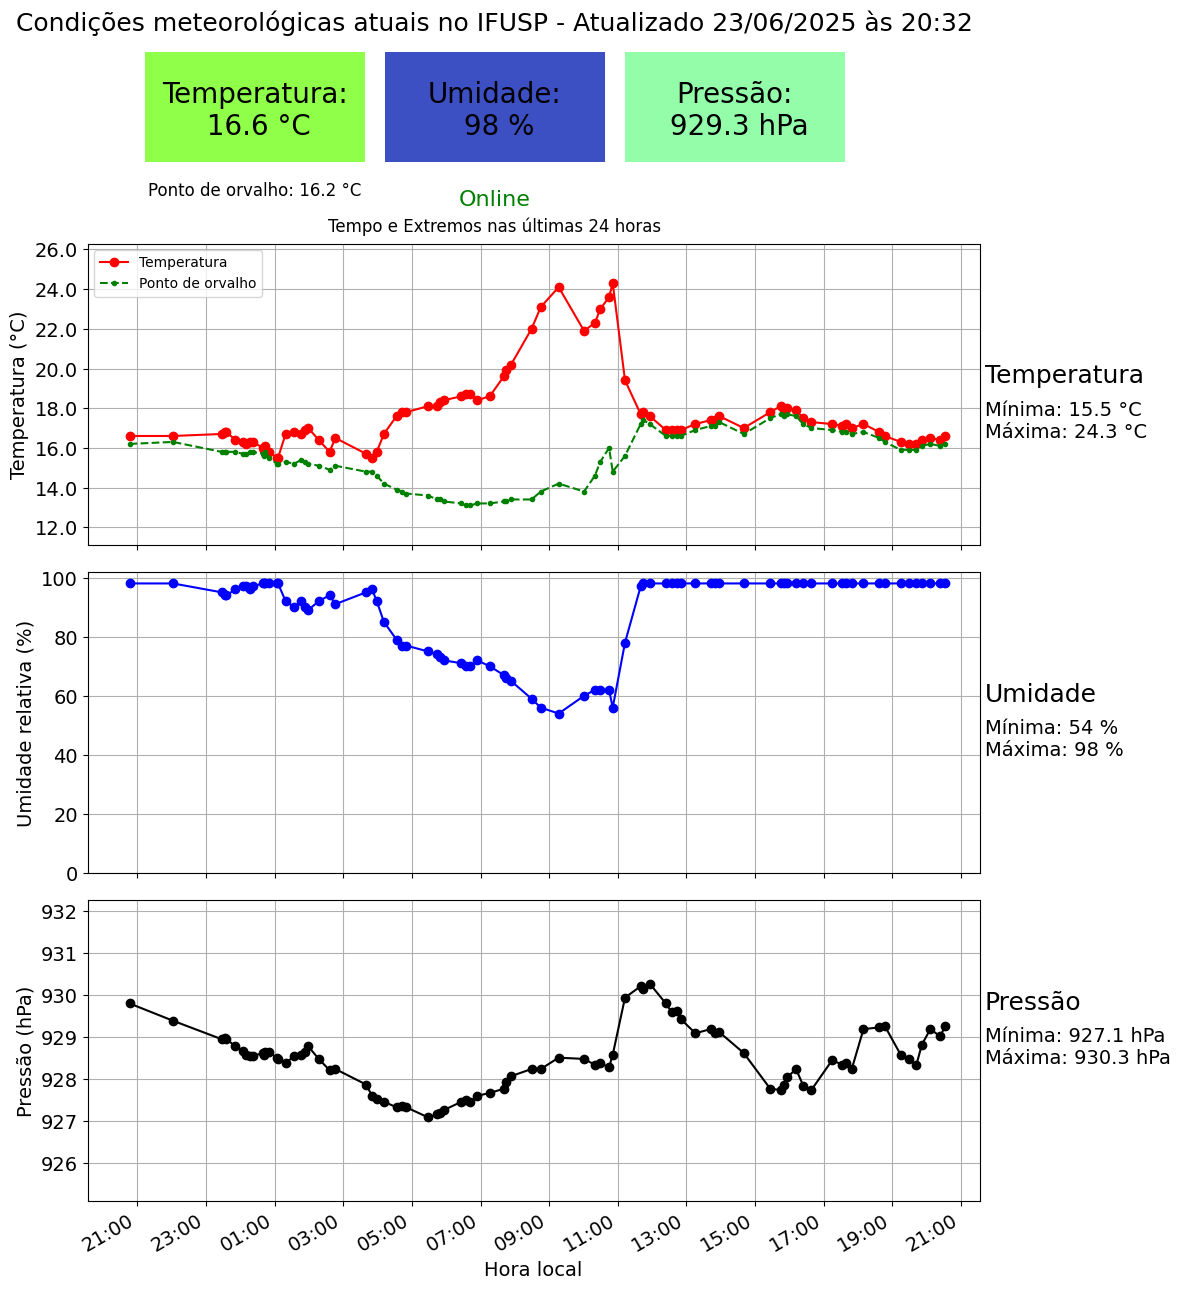 Condições meteorológicas atuais no IFUSP - Atualizado 23/06/2025 às 20:32
Temperatura:
16.6 °C
Umidade:
98 %
Pressão:
929.3 hPa
Ponto de orvalho: 16.2 °C
Online
Tempo e Extremos nas últimas 24 horas
Temperatura (°C)
26.0
24.0
22.0
20.0
18.0
16.0
14.0
12.0
Temperatura
Ponto de orvalho
Temperatura
Mínima: 15.5 °C
Máxima: 24.3 °C
Umidade relativa (%)
100
80
60
40
20
0
Umidade
Mínima: 54 %
Máxima: 98 %
Pressão (hPa)
932
931
930
929
928
927
926
Pressão
Mínima: 927.1 hPa
Máxima: 930.3 hPa
21:00
23:00
01:00
03:00
05:00
07:00
09:00
11:00
13:00
15:00
17:00
19:00
21:00
Hora local